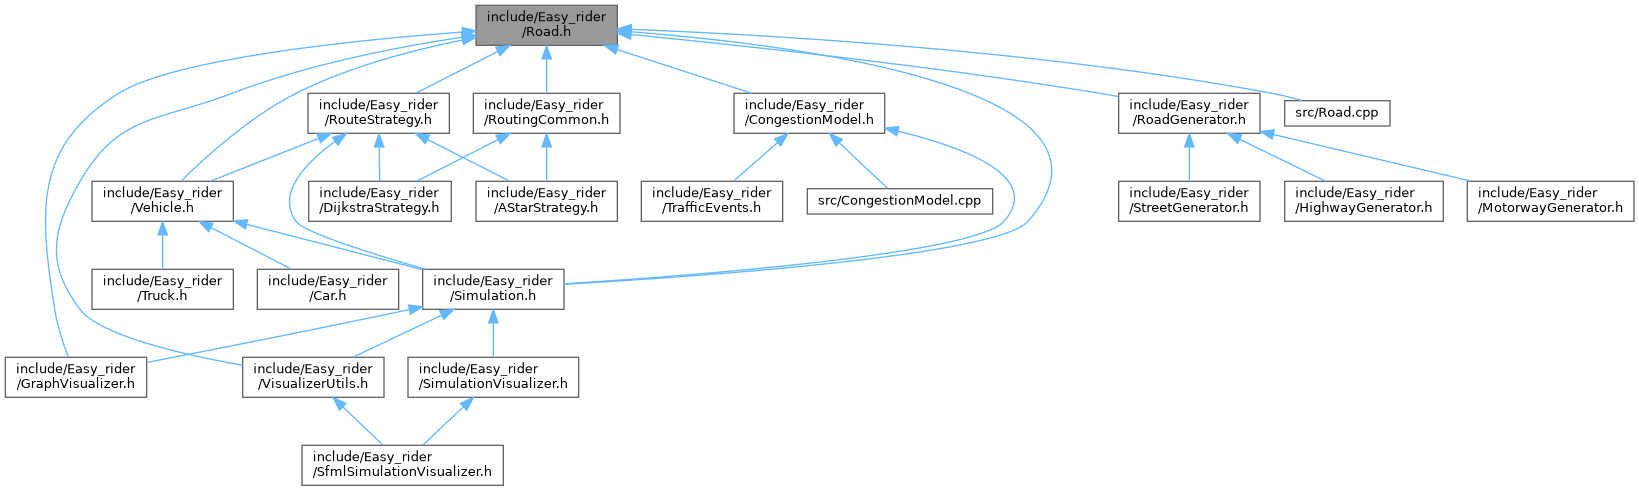 include/Easy_rider
/Road.h
include/Easy_rider
/RouteStrategy.h
include/Easy_rider
/RoutingCommon.h
include/Easy_rider
/CongestionModel.h
include/Easy_rider
/RoadGenerator.h
src/Road.cpp
include/Easy_rider
/Vehicle.h
include/Easy_rider
/DijkstraStrategy.h
include/Easy_rider
/AStarStrategy.h
include/Easy_rider
/TrafficEvents.h
src/CongestionModel.cpp
include/Easy_rider
/StreetGenerator.h
include/Easy_rider
/HighwayGenerator.h
include/Easy_rider
/MotorwayGenerator.h
include/Easy_rider
/Truck.h
include/Easy_rider
/Car.h
include/Easy_rider
/Simulation.h
include/Easy_rider
/GraphVisualizer.h
include/Easy_rider
/VisualizerUtils.h
include/Easy_rider
/SimulationVisualizer.h
include/Easy_rider
/SfmlSimulationVisualizer.h